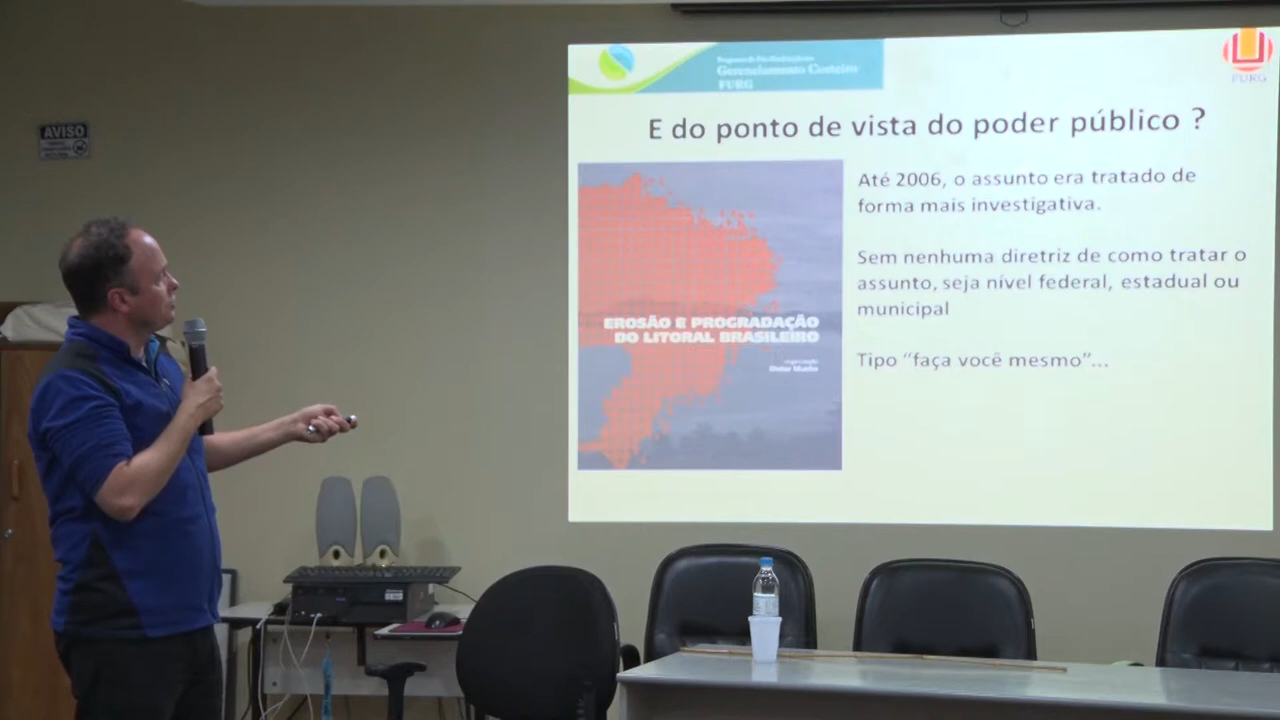 AVISO
Gerenciamento Costeiro
FURG
FURG
E do ponto de vista do poder público ?
EROSÃO E PROGRADAÇÃO
DO LITORAL BRASILEIRO
Dieter Muehe
Até 2006, o assunto era tratado de
forma mais investigativa.
Sem nenhuma diretriz de como tratar o
assunto, seja nível federal, estadual ou
municipal
Tipo “faça você mesmo”...